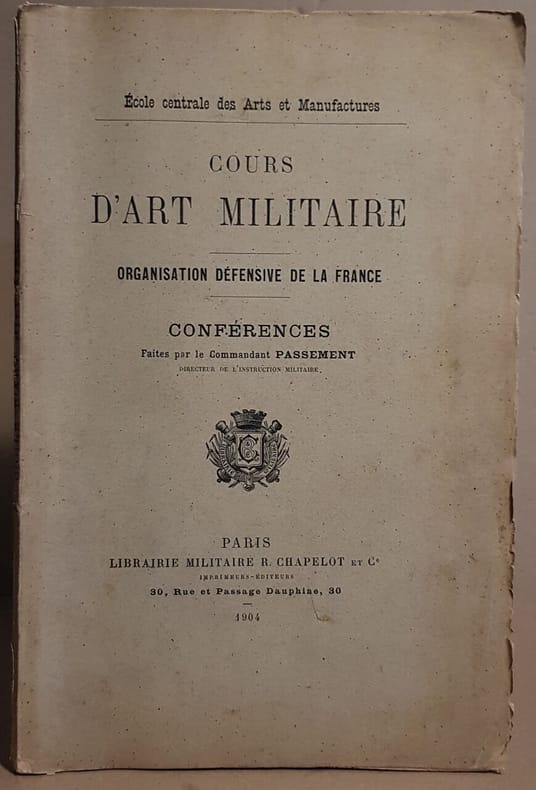 École centrale des Arts et Manufactures
COURS
D'ART MILITAIRE
ORGANISATION DÉFENSIVE DE LA FRANCE
CONFÉRENCES
Faites par le Commandant PASSEMENT
DIRECTEUR DE L'INSTRUCTION MILITAIRE.
PARIS
LIBRAIRIE MILITAIRE R. CHAPELOT ET Cᵉ
IMPRIMEURS-ÉDITEURS
30, Rue et Passage Dauphine, 30
1904